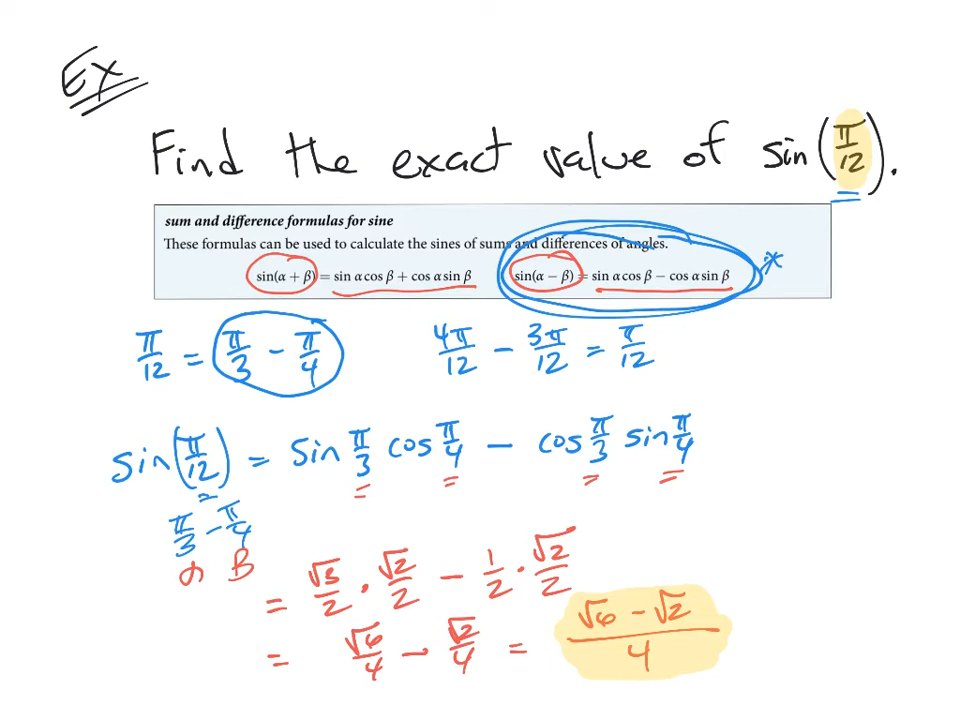 Ex
Find the exact value of sin(π/12).
sum and difference formulas for sine
These formulas can be used to calculate the sines of sums and differences of angles.
sin(α + β) = sin α cos β + cos α sin β sin(α − β) = sin α cos β − cos α sin β *
π/12 = π/3 − π/4 4π/12 − 3π/12 = π/12
sin(π/12) = sin π/3 cos π/4 − cos π/3 sin π/4
π/3 − π/4
α β
= √3/2 · √2/2 − 1/2 · √2/2
= √6/4 − √2/4 = (√6 − √2)/4